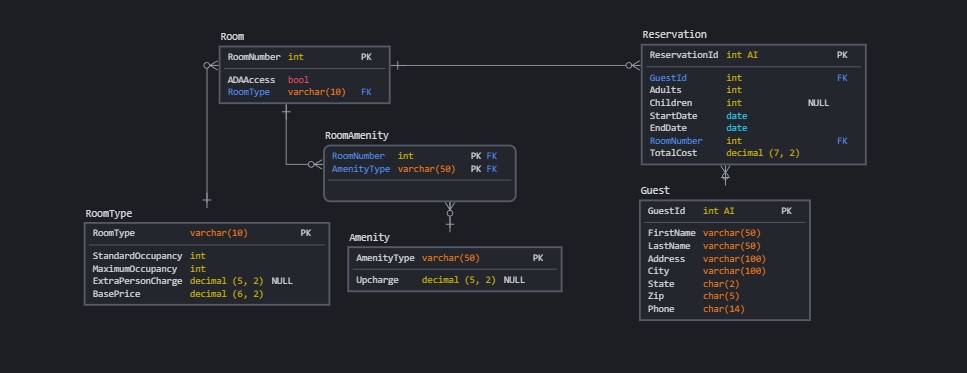 Room
RoomNumber int PK
ADAAccess bool
RoomType varchar(10) FK
Reservation
ReservationId int AI PK
GuestId int FK
Adults int
Children int NULL
StartDate date
EndDate date
RoomNumber int FK
TotalCost decimal (7, 2)
RoomAmenity
RoomNumber int PK FK
AmenityType varchar(50) PK FK
RoomType
RoomType varchar(10) PK
StandardOccupancy int
MaximumOccupancy int
ExtraPersonCharge decimal (5, 2) NULL
BasePrice decimal (6, 2)
Amenity
AmenityType varchar(50) PK
Upcharge decimal (5, 2) NULL
Guest
GuestId int AI PK
FirstName varchar(50)
LastName varchar(50)
Address varchar(100)
City varchar(100)
State char(2)
Zip char(5)
Phone char(14)